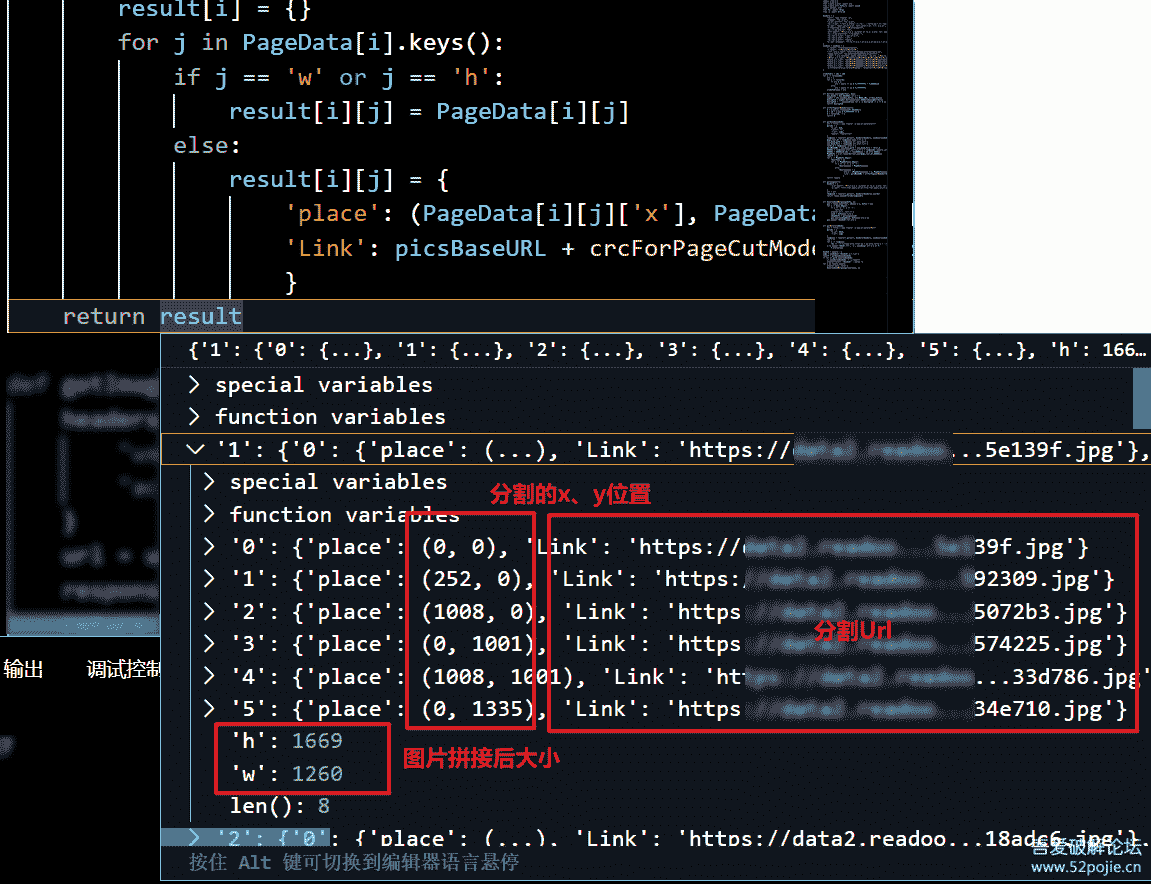 result[i] = {}
for j in PageData[i].keys():
if j == 'w' or j == 'h':
result[i][j] = PageData[i][j]
else:
result[i][j] = {
'place': (PageData[i][j]['x'], PageData
'Link': picsBaseURL + crcForPageCutMode
}
return result
{'1': {'0': {...}, '1': {...}, '2': {...}, '3': {...}, '4': {...}, '5': {...}, 'h': 166…
special variables
function variables
'1': {'0': {'place': (...), 'Link': 'https:// ...5e139f.jpg'},
special variables
分割的x、y位置
function variables
'0': {'place': (0, 0), 'Link': 'https:// 39f.jpg'}
'1': {'place': (252, 0), 'Link': 'https: 92309.jpg'}
'2': {'place': (1008, 0), 'Link': 'https 5072b3.jpg'}
分割Url
'3': {'place': (0, 1001), 'Link': 'https 574225.jpg'}
'4': {'place': (1008, 1001), 'Link': 'htt ...33d786.jpg'
'5': {'place': (0, 1335), 'Link': 'https 34e710.jpg'}
'h': 1669
图片拼接后大小
'w': 1260
len(): 8
'2': {'0': {'place': (...), 'Link': 'https://data2.readoo...18adc6.jpg'}
按住 Alt 键可切换到编辑器语言悬停
输出 调试控制
吾爱破解论坛
www.52pojie.cn